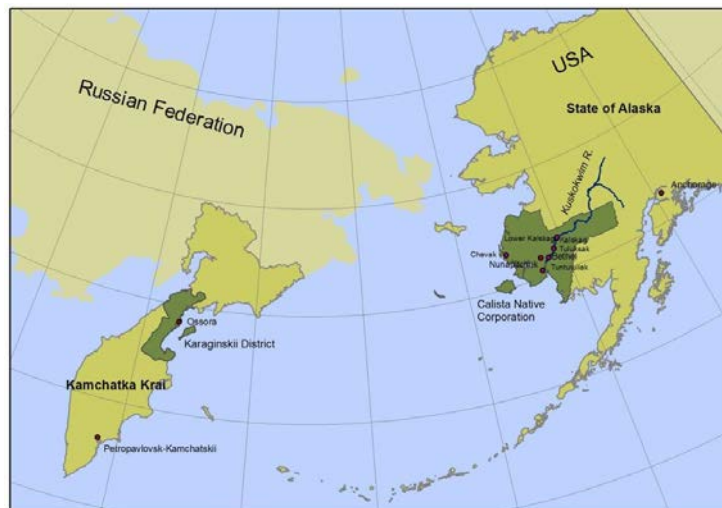 Russian Federation
USA
State of Alaska
Kuskokwim R.
Anchorage
Lower Kalskag
Kalskag
Tuluksak
Chevak
Bethel
Nunapitchuk
Tuntutuliak
Calista Native
Corporation
Ossora
Karaginskii District
Kamchatka Krai
Petropavlovsk-Kamchatskii